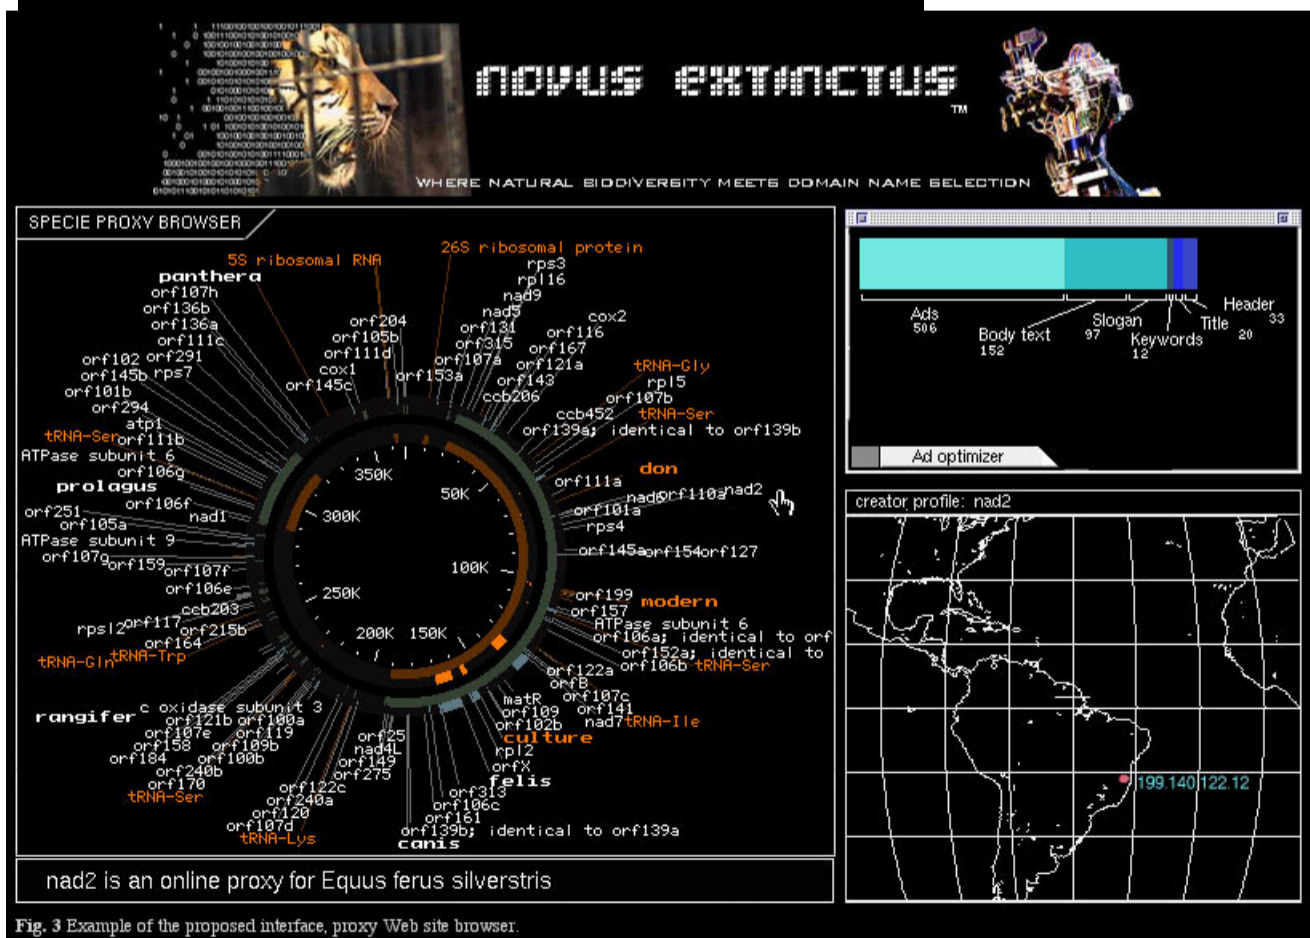 NOVUS EXTINCTUS
TM
WHERE NATURAL BIODIVERSITY MEETS DOMAIN NAME SELECTION
SPECIE PROXY BROWSER
26S ribosomal protein
5S ribosomal RNA
rps3
panthera
rpl16
orf107h
nad9
orf136b
nad5
cox2
orf136a
orf204
orf131
orf116
orf111c
orf105b
orf315
orf167
orf102 orf291
orf111d
orf107a
orf121a
tRNA-Gly
orf145b rps7
cox1
orf153a
orf143
rpl5
orf101b
orf145c
ccb206
orf107b
orf294
ccb452
tRNA-Ser
atp1
orf139a; identical to orf139b
tRNA-Ser
orf111b
ATPase subunit 6
350K
don
orf106g
orf111a
prolagus
50K
nad6
orf110a
nad2
orf106f
orf101a
orf251
nad1
300K
rps4
orf105a
ATPase subunit 9
orf145a
orf154
orf127
orf107g
orf159
orf107f
100K
orf106e
250K
orf199
modern
ccb203
orf157
orf117
ATPase subunit 6
rpsl2
orf215b
200K 150K
orf106a; identical to orf
orf164
orf152a; identical to
tRNA-Gln
tRNA-Trp
orf106b tRNA-Ser
orf122a
orfB
orf107c
c oxidase subunit 3
matR
orf141
rangifer
orf121b orf100a
orf109
nad7
tRNA-Ile
orf107e
orf119
orf102b
orf158
orf109b
orf25
culture
orf184
orf100b
nad4L
rpl2
orf240b
orf149
orfX
orf170
orf275
felis
tRNA-Ser
orf122c
orf313
orf240a
orf106c
orf120
orf161
orf107d
orf139b; identical to orf139a
tRNA-Lys
canis
nad2 is an online proxy for Equus ferus silverstris
Ads
506
Body text
152
Slogan
97
Keywords
12
Title
20
Header
33
Ad optimizer
creator profile: nad2
199.140.122.12
Fig. 3 Example of the proposed interface, proxy Web site browser.